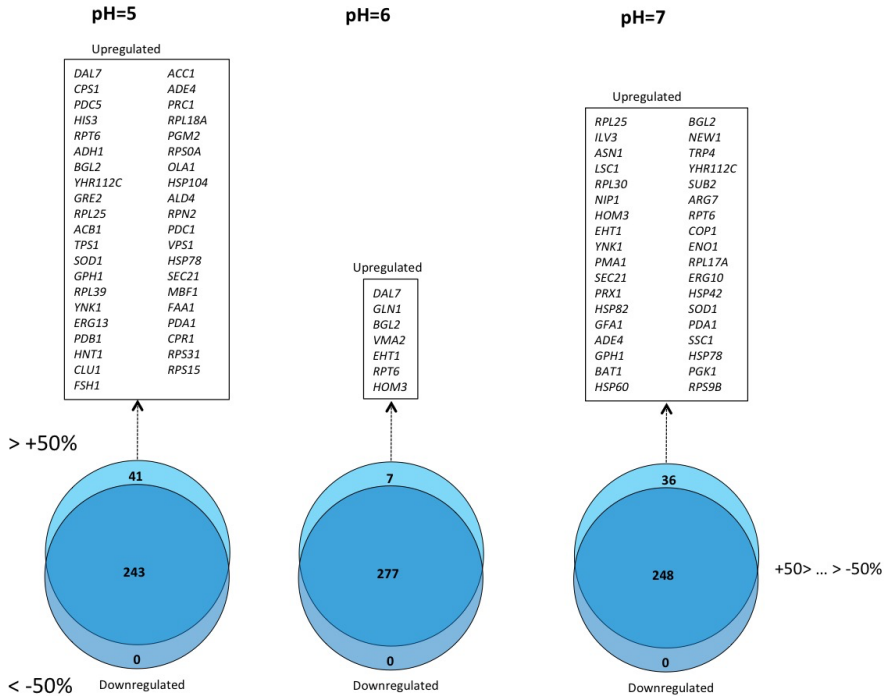 pH=5
pH=6
pH=7
Upregulated
DAL7 ACC1
CPS1 ADE4
PDC5 PRC1
HIS3 RPL18A
RPT6 PGM2
ADH1 RPS0A
BGL2 OLA1
YHR112C HSP104
GRE2 ALD4
RPL25 RPN2
ACB1 PDC1
TPS1 VPS1
SOD1 HSP78
GPH1 SEC21
RPL39 MBF1
YNK1 FAA1
ERG13 PDA1
PDB1 CPR1
HNT1 RPS31
CLU1 RPS15
FSH1
Upregulated
DAL7
GLN1
BGL2
VMA2
EHT1
RPT6
HOM3
Upregulated
RPL25 BGL2
ILV3 NEW1
ASN1 TRP4
LSC1 YHR112C
RPL30 SUB2
NIP1 ARG7
HOM3 RPT6
EHT1 COP1
YNK1 ENO1
PMA1 RPL17A
SEC21 ERG10
PRX1 HSP42
HSP82 SOD1
GFA1 PDA1
ADE4 SSC1
GPH1 HSP78
BAT1 PGK1
HSP60 RPS9B
> +50%
41
7
36
243
277
248
+50> ... > -50%
0
0
0
< -50%
Downregulated
Downregulated
Downregulated